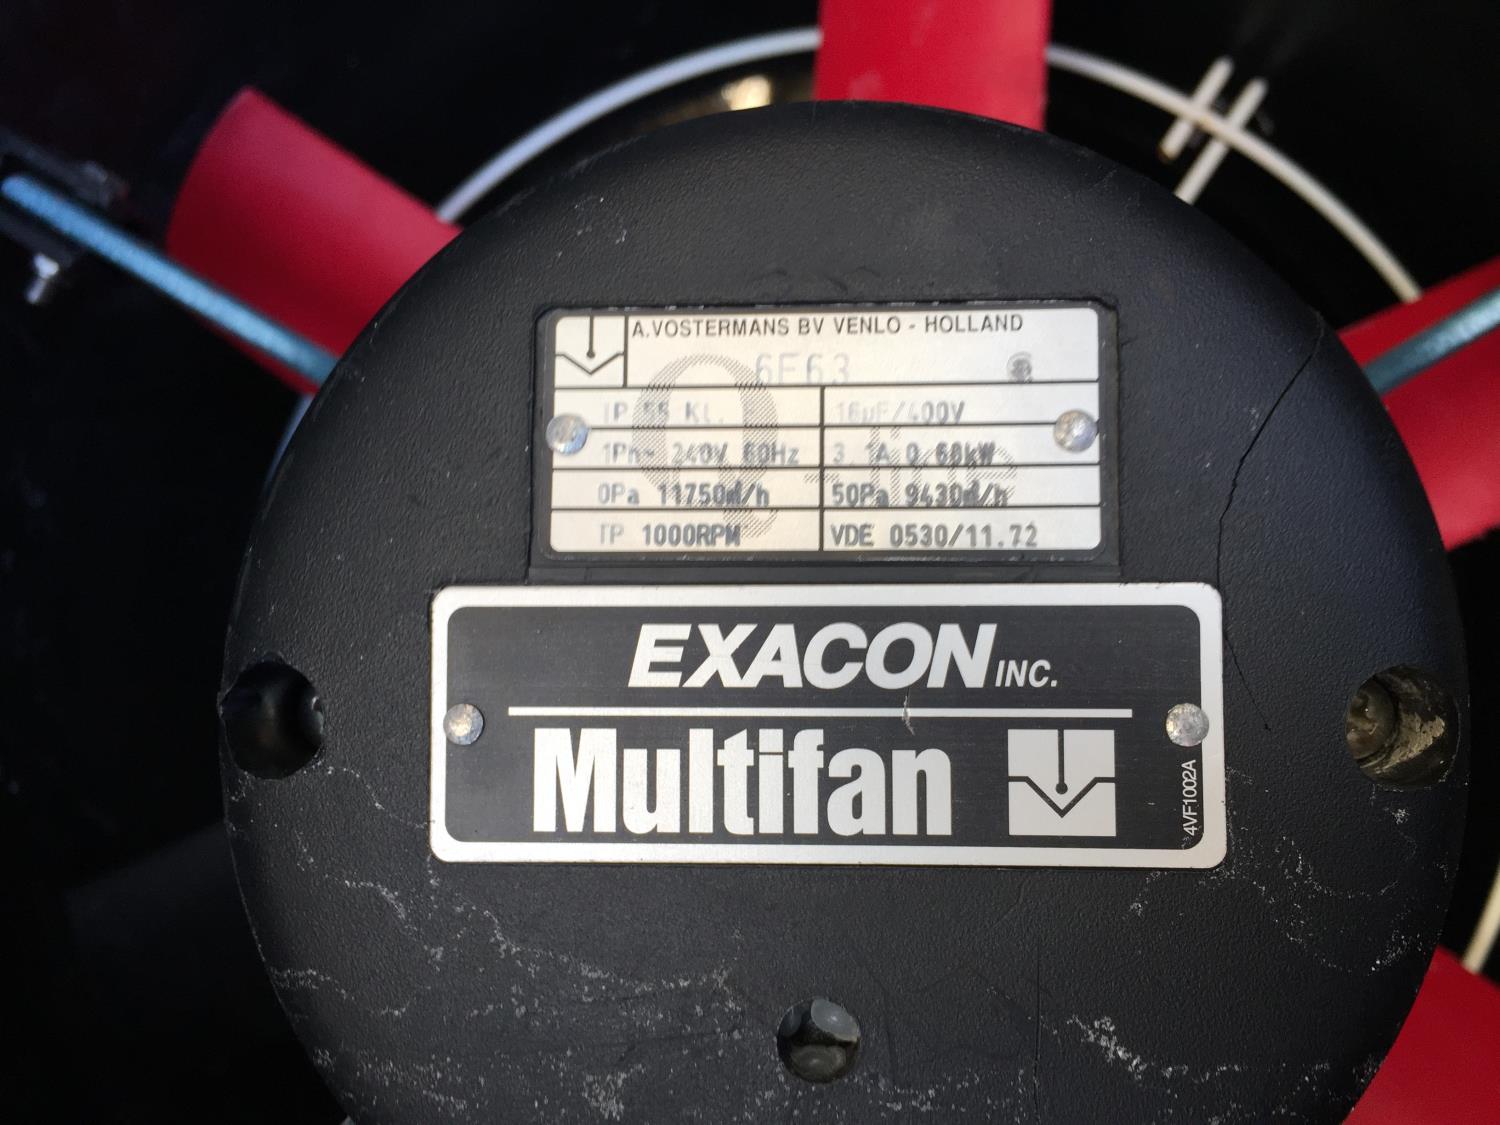 A.VOSTERMANS BV VENLO - HOLLAND
6E63
IP 55 Kl. 16µF/400V
1Ph~ 240V 60Hz 3.1A 0.68kW
0Pa 11750m³/h 50Pa 9430m³/h
TP 1000RPM VDE 0530/11.72
EXACON INC.
Multifan
4VF1002A